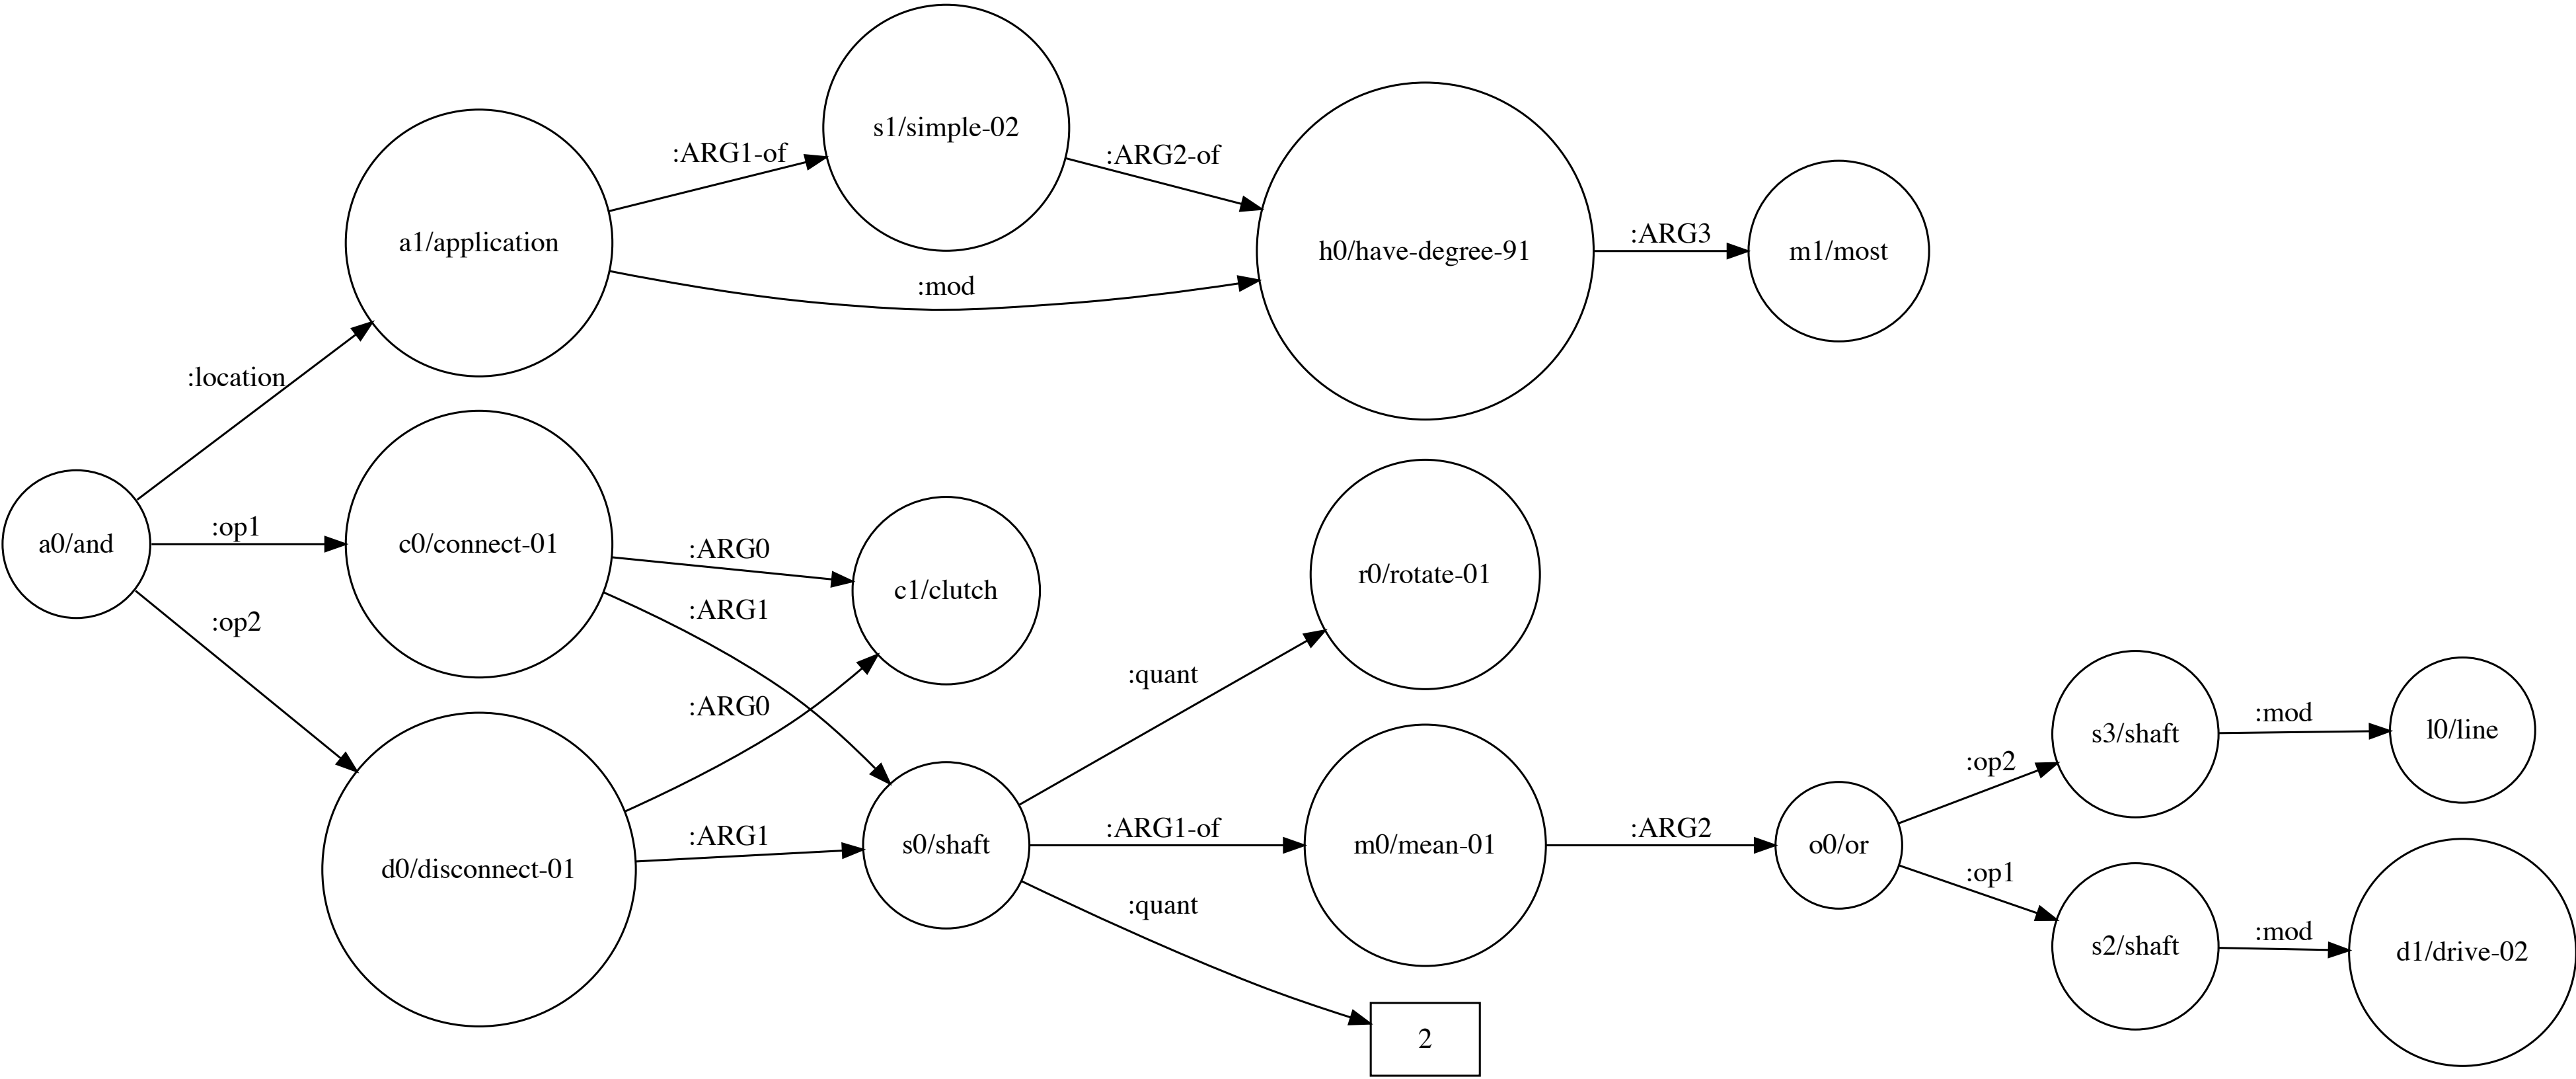 s1/simple-02
:ARG1-of
:ARG2-of
a1/application
h0/have-degree-91
:ARG3
m1/most
:mod
:location
a0/and
:op1
c0/connect-01
:ARG0
c1/clutch
:ARG1
r0/rotate-01
:op2
:ARG0
:quant
d0/disconnect-01
:ARG1
s0/shaft
:ARG1-of
m0/mean-01
:ARG2
o0/or
:op2
s3/shaft
:mod
l0/line
:op1
s2/shaft
:mod
d1/drive-02
:quant
2